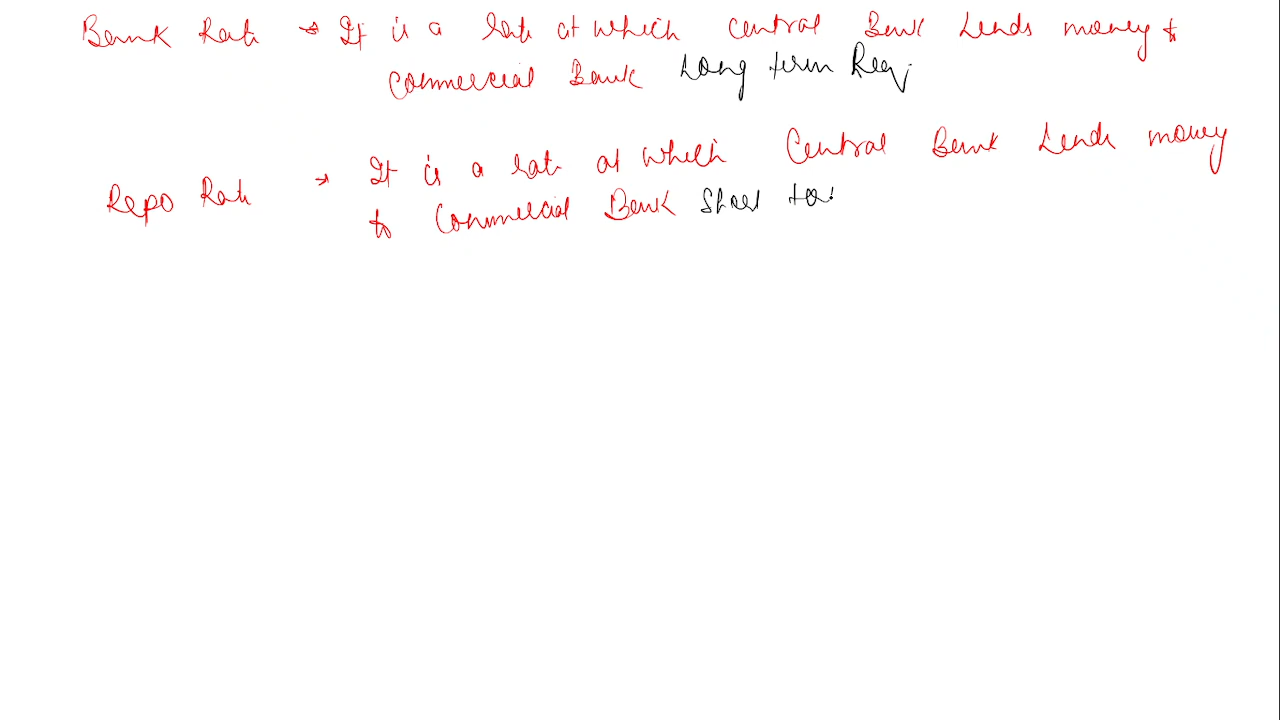 Bank Rate → It is a rate at which central Bank Lends money to
commercial Bank Long term Req.
Repo Rate → It is a rate at which Central Bank Lends money
to Commercial Bank Short